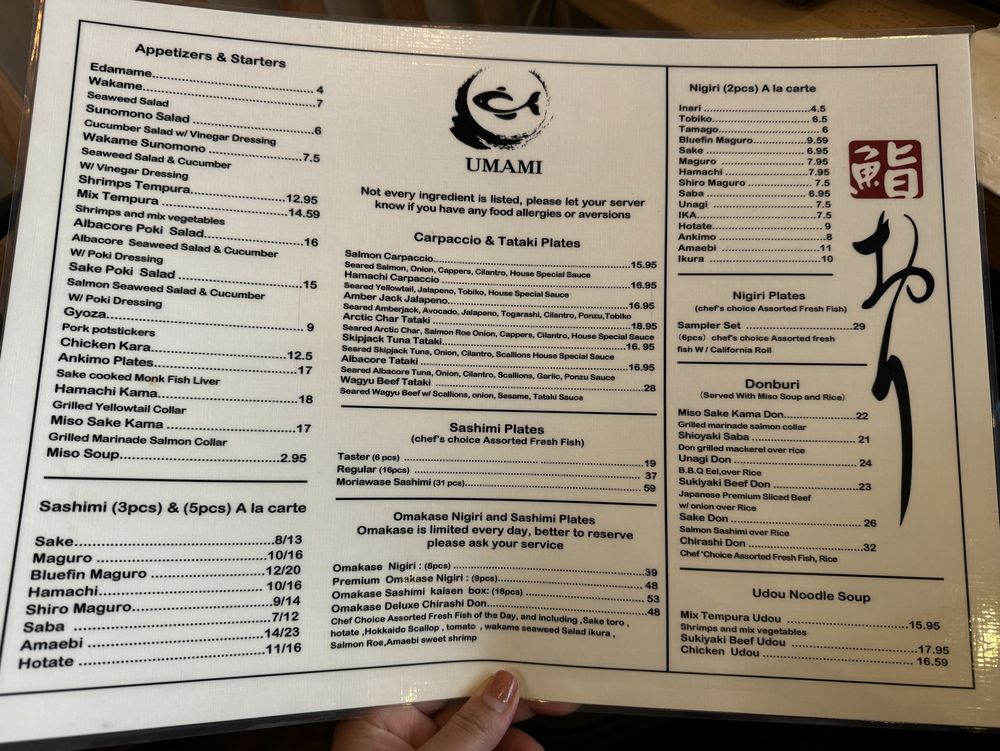 Appetizers & Starters
Edamame............................................ 4
Wakame............................................7
Seaweed Salad
Sunomono Salad ..............................6
Cucumber Salad w/ Vinegar Dressing
Wakame Sunomono .......................7.5
Seaweed Salad & Cucumber
W/ Vinegar Dressing
Shrimps Tempura.......................12.95
Mix Tempura ..............................14.59
Shrimps and mix vegetables
Albacore Poki Salad.......................16
Albacore Seaweed Salad & Cucumber
W/ Poki Dressing
Sake Poki Salad ............................15
Salmon Seaweed Salad & Cucumber
W/ Poki Dressing
Gyoza................................................9
Pork potstickers
Chicken Kara.................................12.5
Ankimo Plates..................................17
Sake cooked Monk Fish Liver
Hamachi Kama..................................18
Grilled Yellowtail Collar
Miso Sake Kama ..............................17
Grilled Marinade Salmon Collar
Miso Soup.......................................2.95
Sashimi (3pcs) & (5pcs) A la carte
Sake................................................8/13
Maguro ..........................................10/16
Bluefin Maguro ..............................12/20
Hamachi..........................................10/16
Shiro Maguro...................................9/14
Saba ................................................7/12
Amaebi ...........................................14/23
Hotate .............................................11/16
UMAMI
Not every ingredient is listed, please let your server
know if you have any food allergies or aversions
Carpaccio & Tataki Plates
Salmon Carpaccio.................................................15.95
Seared Salmon, Onion, Cappers, Cilantro, House Special Sauce
Hamachi Carpaccio ...............................................16.95
Seared Yellowtail, Jalapeno, Tobiko, House Special Sauce
Amber Jack Jalapeno..............................................16.95
Seared Amberjack, Avocado, Jalapeno, Togarashi, Cilantro, Ponzu,Tobiko
Arctic Char Tataki ..................................................18.95
Seared Arctic Char, Salmon Roe Onion, Cappers, Cilantro, House Special Sauce
Skipjack Tuna Tataki...............................................16. 95
Seared Skipjack Tuna, Onion, Cilantro, Scallions House Special Sauce
Albacore Tataki ......................................................16.95
Seared Albacore Tuna, Onion, Cilantro, Scallions, Garlic, Ponzu Sauce
Wagyu Beef Tataki ..................................................28
Seared Wagyu Beef w/ Scallions, onion, Sesame, Tataki Sauce
Sashimi Plates
(chef's choice Assorted Fresh Fish)
Taster (6 pcs) .......................................................19
Regular (16pcs) ..................................................... 37
Moriawase Sashimi (31 pcs)........................................59
Omakase Nigiri and Sashimi Plates
Omakase is limited every day, better to reserve
please ask your service
Omakase Nigiri : (8pcs).............................................39
Premium Omakase Nigiri : (9pcs)...................................48
Omakase Sashimi kaisen box: (18pcs) ..............................53
Omakase Deluxe Chirashi Don.......................................48
Chef Choice Assorted Fresh Fish of the Day, and including ,Sake toro ,
hotate ,Hokkaido Scallop , tomato , wakame seaweed Salad ikura ,
Salmon Roe,Amaebi sweet shrimp
Nigiri (2pcs) A la carte
Inari ..........................4.5
Tobiko......................... 6.5
Tamago......................... 6
Bluefin Maguro...............9.59
Sake ..........................6.95
Maguro ........................7.95
Hamachi .......................7.95
Shiro Maguro ................. 7.5
Saba ..........................6.95
Unagi ......................... 7.5
IKA............................7.5
Hotate......................... 9
Ankimo .........................8
Amaebi ........................11
Ikura .........................10
Nigiri Plates
(chef's choice Assorted Fresh Fish)
Sampler Set ............................29
(6pcs) chef's choice Assorted fresh
fish W / California Roll
Donburi
(Served With Miso Soup and Rice)
Miso Sake Kama Don......................22
Grilled marinade salmon collar
Shioyaki Saba .......................... 21
Don grilled mackerel over rice
Unagi Don .............................. 24
B.B.Q Eel,over Rice
Sukiyaki Beef Don .......................23
Japanese Premium Sliced Beef
w/ onion over Rice
Sake Don ............................... 26
Salmon Sashimi over Rice
Chirashi Don ............................32
Chef 'Choice Assorted Fresh Fish, Rice
Udou Noodle Soup
Mix Tempura Udou ........................15.95
Shrimps and mix vegetables
Sukiyaki Beef Udou ......................17.95
Chicken Udou ............................ 16.59
鮨